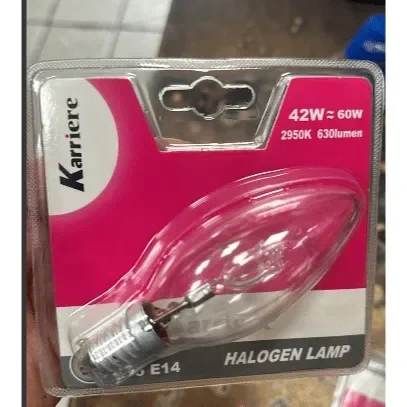 Karriere
42W ≈ 60W
2950K 630lumen
E14
HALOGEN LAMP